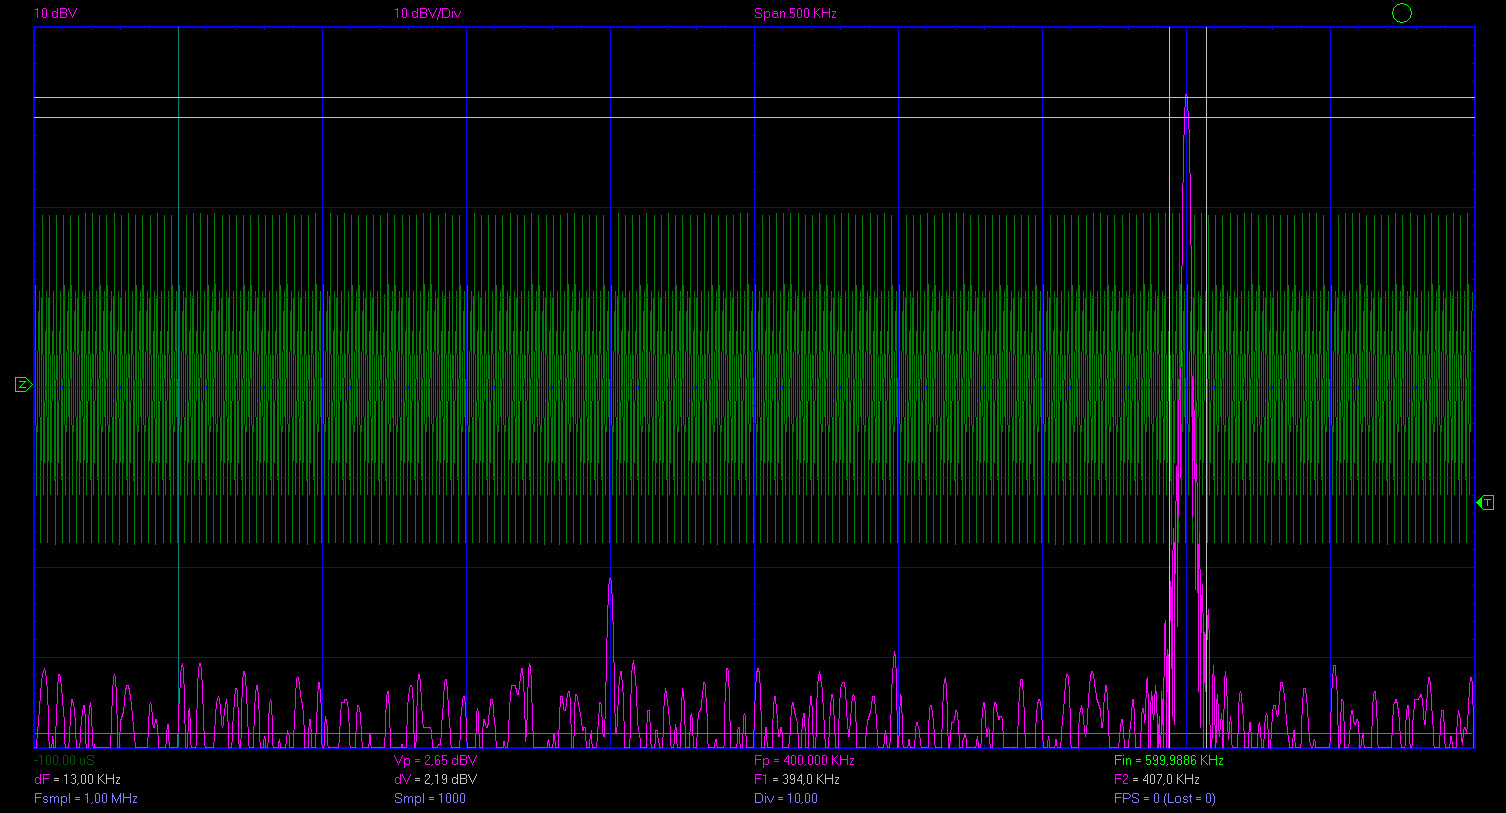 10 dBV 10 dBV/Div Span 500 KHz
Z
T
-100,00 uS Vp = 2,65 dBV Fp = 400,000 KHz Fin = 599,9886 KHz
dF = 13,00 KHz dV = 2,19 dBV F1 = 394,0 KHz F2 = 407,0 KHz
Fsmpl = 1,00 MHz Smpl = 1000 Div = 10,00 FPS = 0 (Lost = 0)